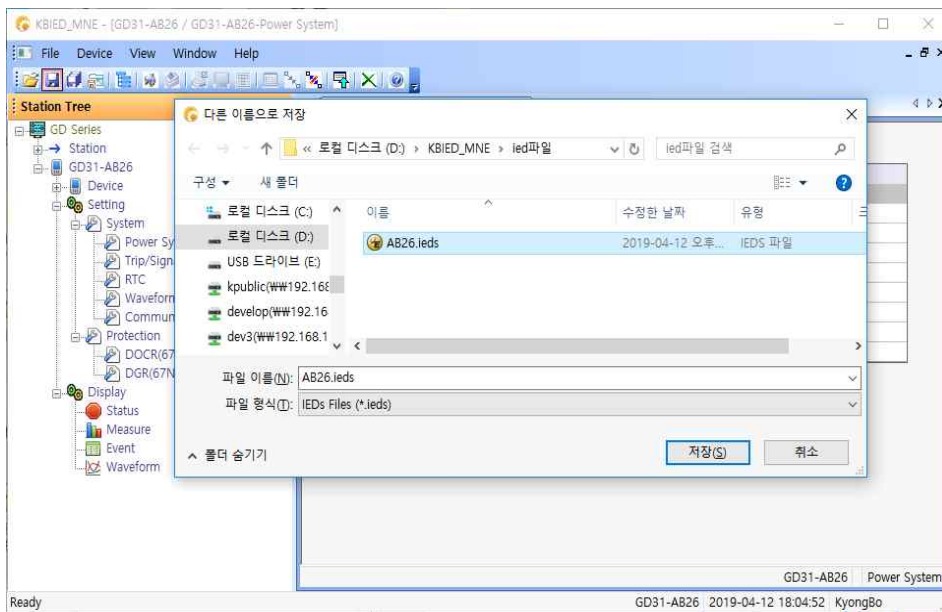 KBIED_MNE - [GD31-AB26 / GD31-AB26-Power System]
File Device View Window Help
Station Tree
GD Series
Station
GD31-AB26
Device
Setting
System
Power Sy
Trip/Sign
RTC
Waveform
Commun
Protection
DOCR(67
DGR(67N
Display
Status
Measure
Event
Waveform
다른 이름으로 저장
« 로컬 디스크 (D:) › KBIED_MNE › ied파일
ied파일 검색
구성 새 폴더
로컬 디스크 (C:)
로컬 디스크 (D:)
USB 드라이브 (E:)
kpublic(₩₩192.168
develop(₩₩192.16
dev3(₩₩192.168.1
이름 수정한 날짜 유형
AB26.ieds 2019-04-12 오후... IEDS 파일
파일 이름(N): AB26.ieds
파일 형식(T): IEDs Files (*.ieds)
폴더 숨기기
저장(S) 취소
GD31-AB26 Power System
Ready GD31-AB26 2019-04-12 18:04:52 KyongBo